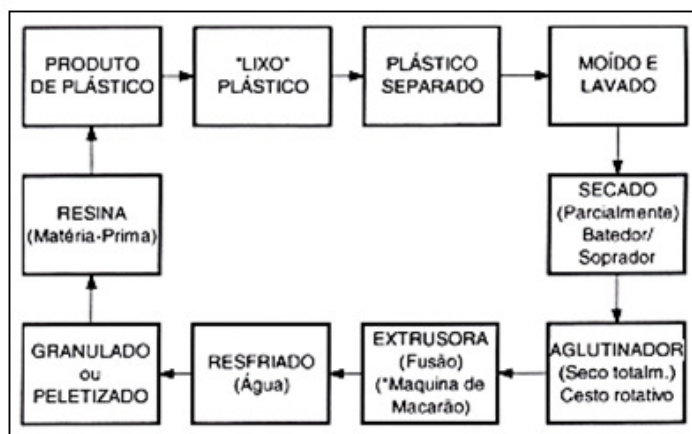 PRODUTO
DE PLÁSTICO
"LIXO"
PLÁSTICO
PLÁSTICO
SEPARADO
MOÍDO E
LAVADO
SECADO
(Parcialmente)
Batedor/
Soprador
AGLUTINADOR
(Seco totalm.)
Cesto rotativo
EXTRUSORA
(Fusão)
("Maquina de
Macarão)
RESFRIADO
(Água)
GRANULADO
ou
PELETIZADO
RESINA
(Matéria-Prima)